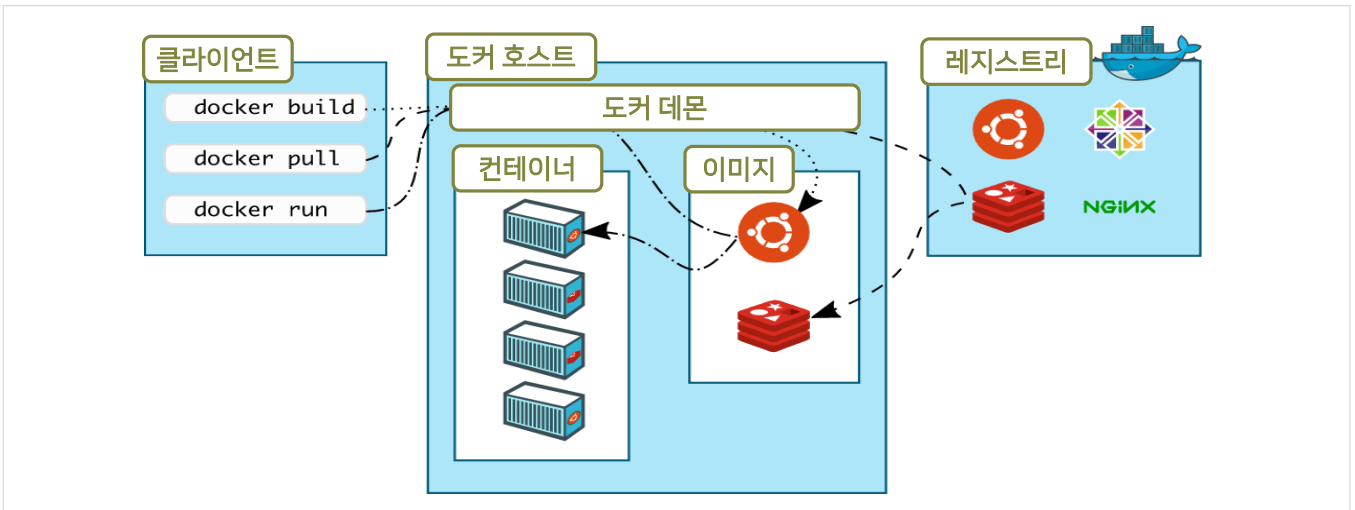 클라이언트
docker build
docker pull
docker run
도커 호스트
도커 데몬
컨테이너
이미지
레지스트리
NGiNX